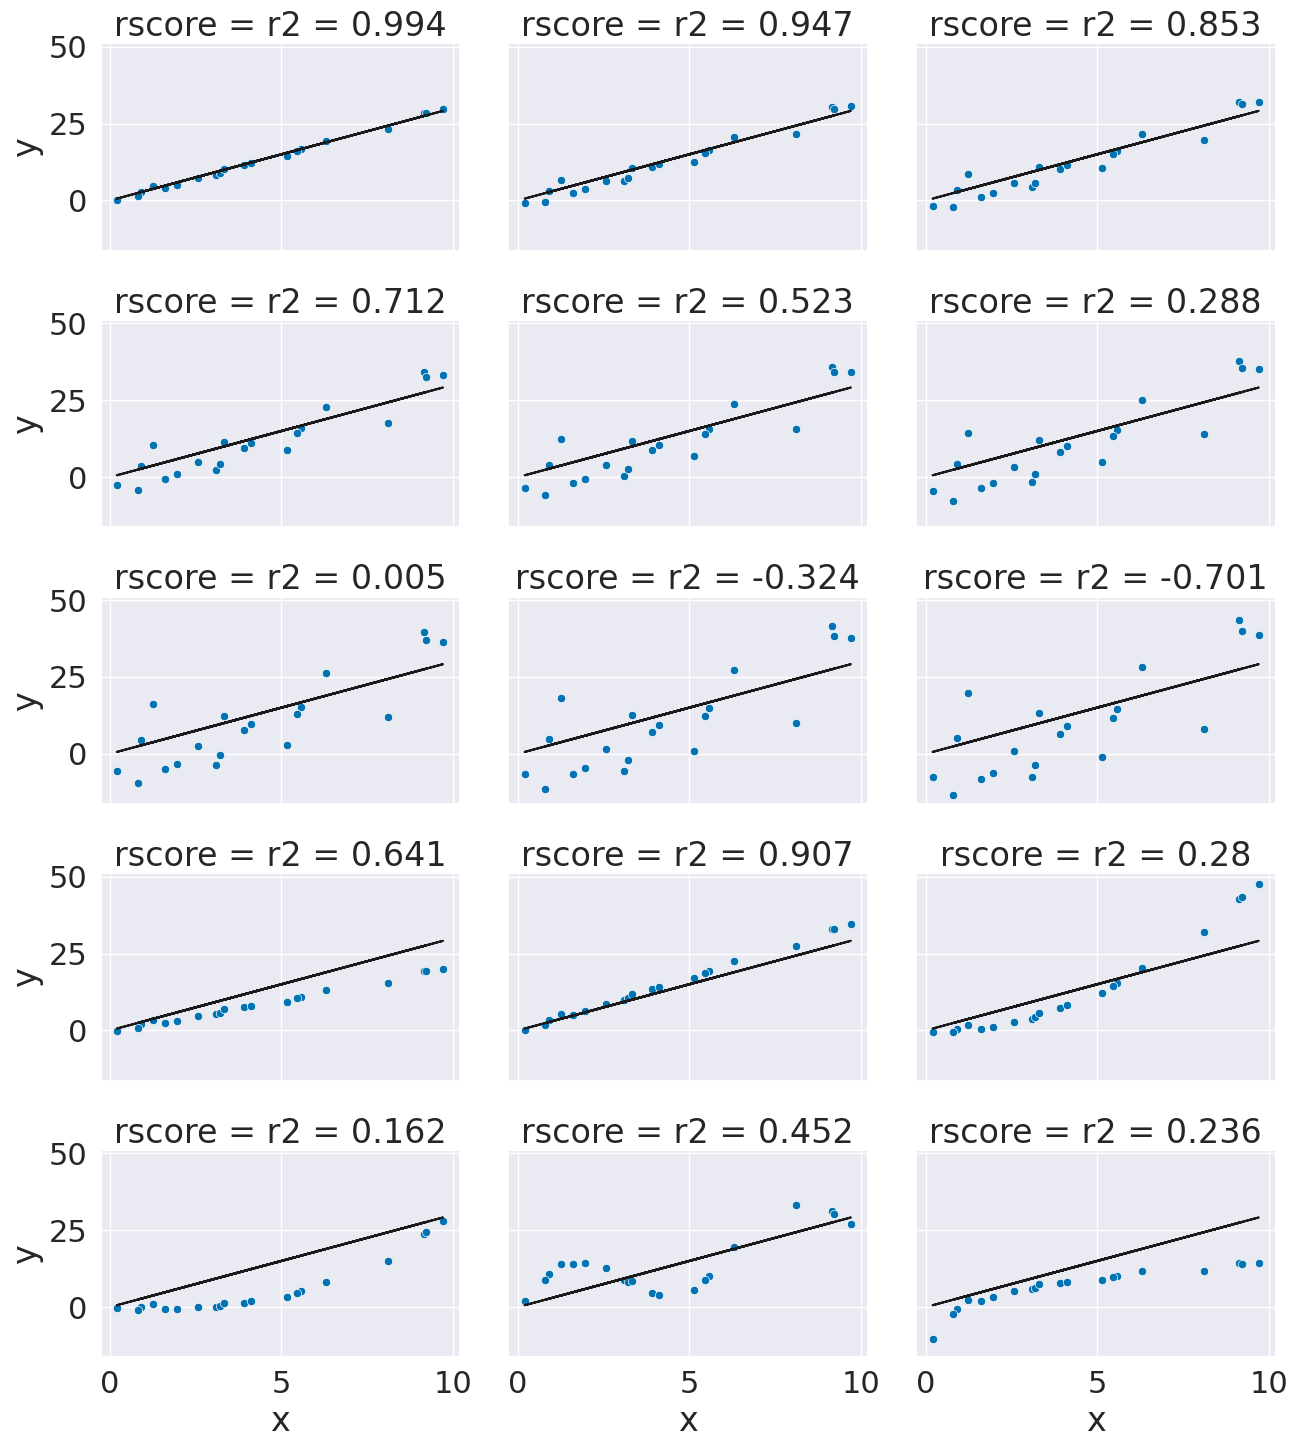 rscore = r2 = 0.994 rscore = r2 = 0.947 rscore = r2 = 0.853
50
25
0
y
rscore = r2 = 0.712 rscore = r2 = 0.523 rscore = r2 = 0.288
50
25
0
y
rscore = r2 = 0.005 rscore = r2 = -0.324 rscore = r2 = -0.701
50
25
0
y
rscore = r2 = 0.641 rscore = r2 = 0.907 rscore = r2 = 0.28
50
25
0
y
rscore = r2 = 0.162 rscore = r2 = 0.452 rscore = r2 = 0.236
50
25
0
y
0 5 10 0 5 10 0 5 10
x x x